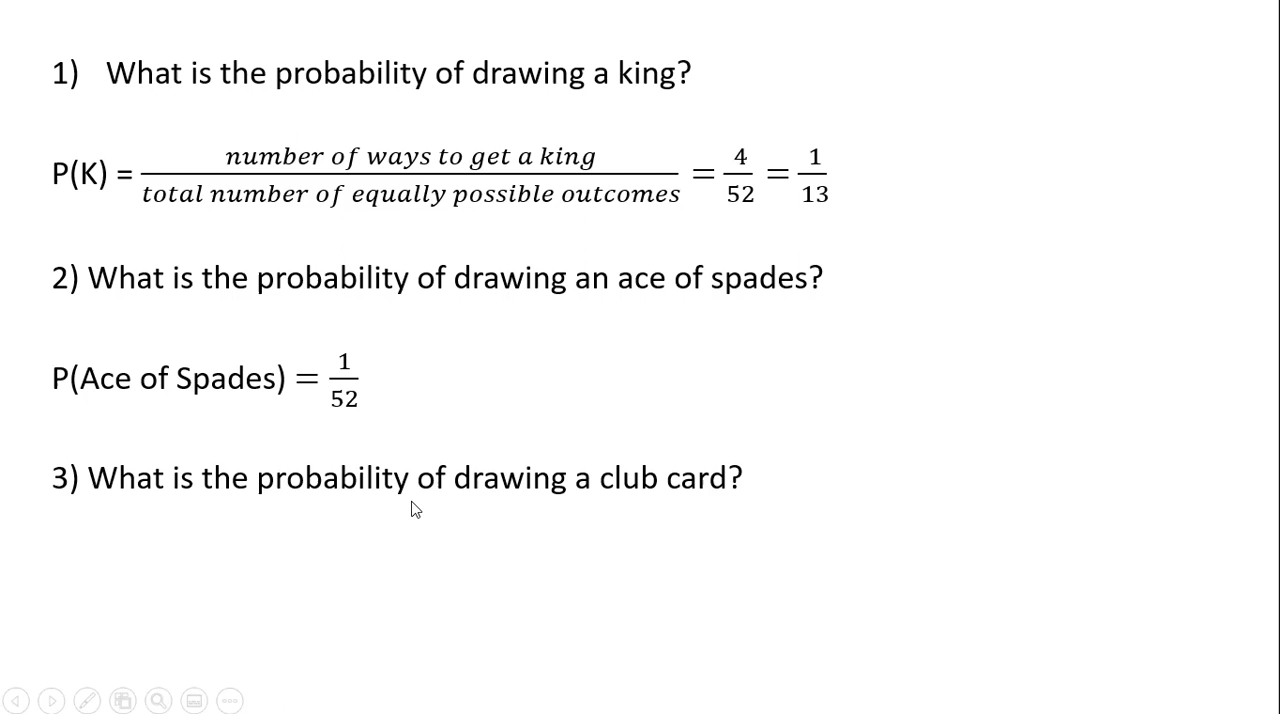 1) What is the probability of drawing a king?
P(K) = number of ways to get a king / total number of equally possible outcomes = 4/52 = 1/13
2) What is the probability of drawing an ace of spades?
P(Ace of Spades) = 1/52
3) What is the probability of drawing a club card?